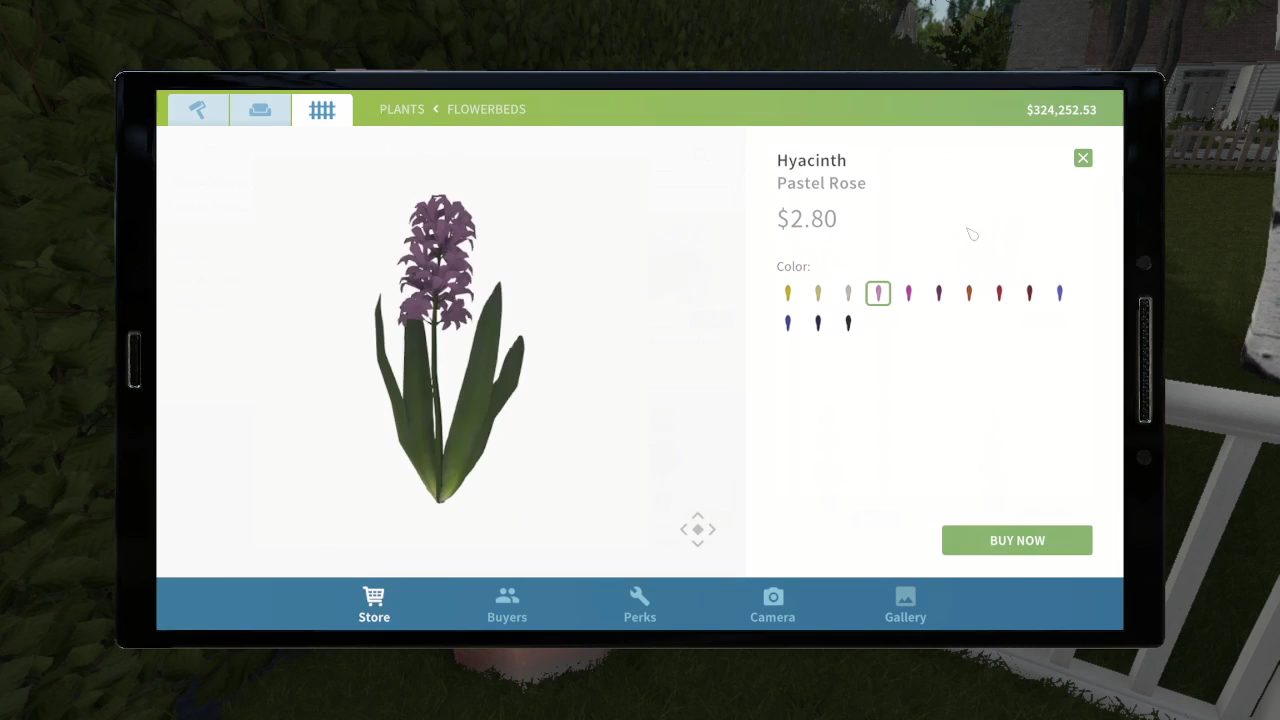 PLANTS < FLOWERBEDS
$324,252.53
Hyacinth
Pastel Rose
$2.80
Color:
BUY NOW
Store
Buyers
Perks
Camera
Gallery